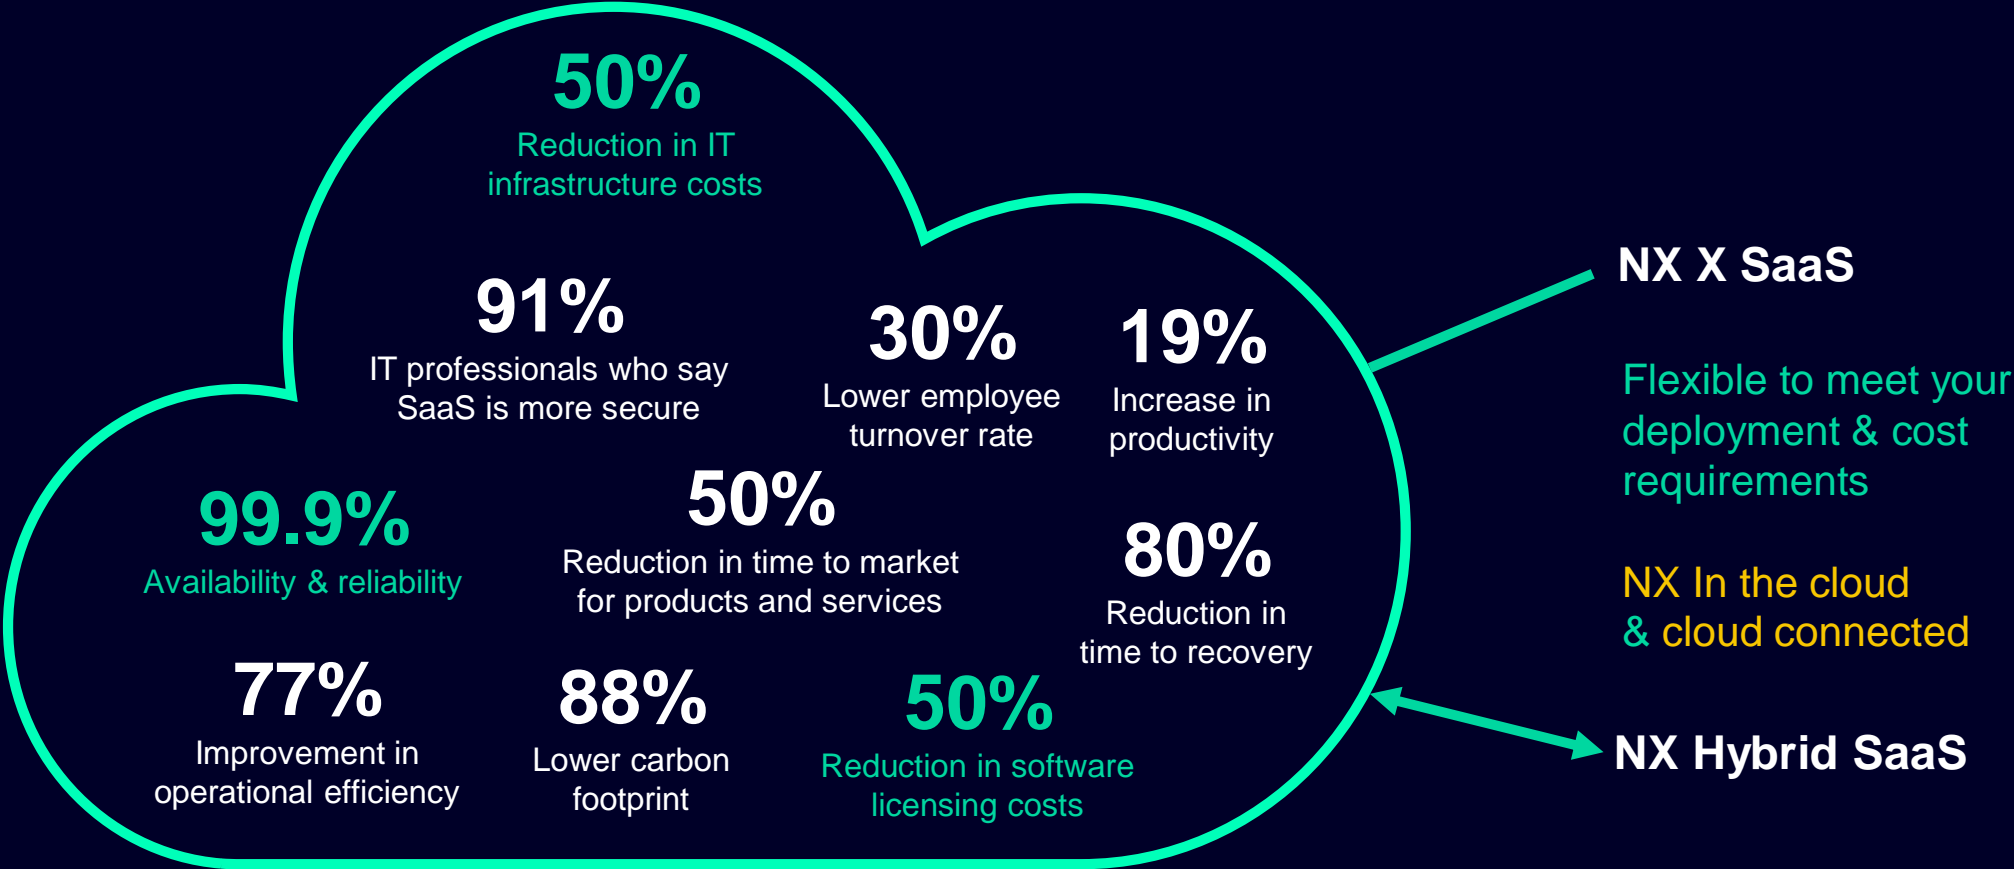 50%
Reduction in IT
infrastructure costs
91%
IT professionals who say
SaaS is more secure
30%
Lower employee
turnover rate
19%
Increase in
productivity
99.9%
Availability & reliability
50%
Reduction in time to market
for products and services
80%
Reduction in
time to recovery
77%
Improvement in
operational efficiency
88%
Lower carbon
footprint
50%
Reduction in software
licensing costs
NX X SaaS
Flexible to meet your
deployment & cost
requirements
NX In the cloud
& cloud connected
NX Hybrid SaaS